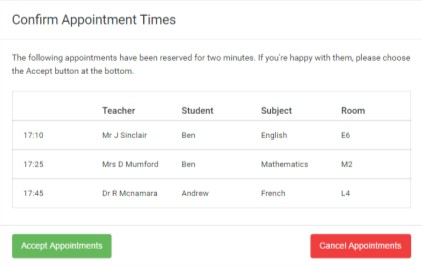 Confirm Appointment Times
The following appointments have been reserved for two minutes. If you're happy with them, please choose
the Accept button at the bottom.
Teacher Student Subject Room
17:10 Mr J Sinclair Ben English E6
17:25 Mrs D Mumford Ben Mathematics M2
17:45 Dr R Mcnamara Andrew French L4
Accept Appointments Cancel Appointments